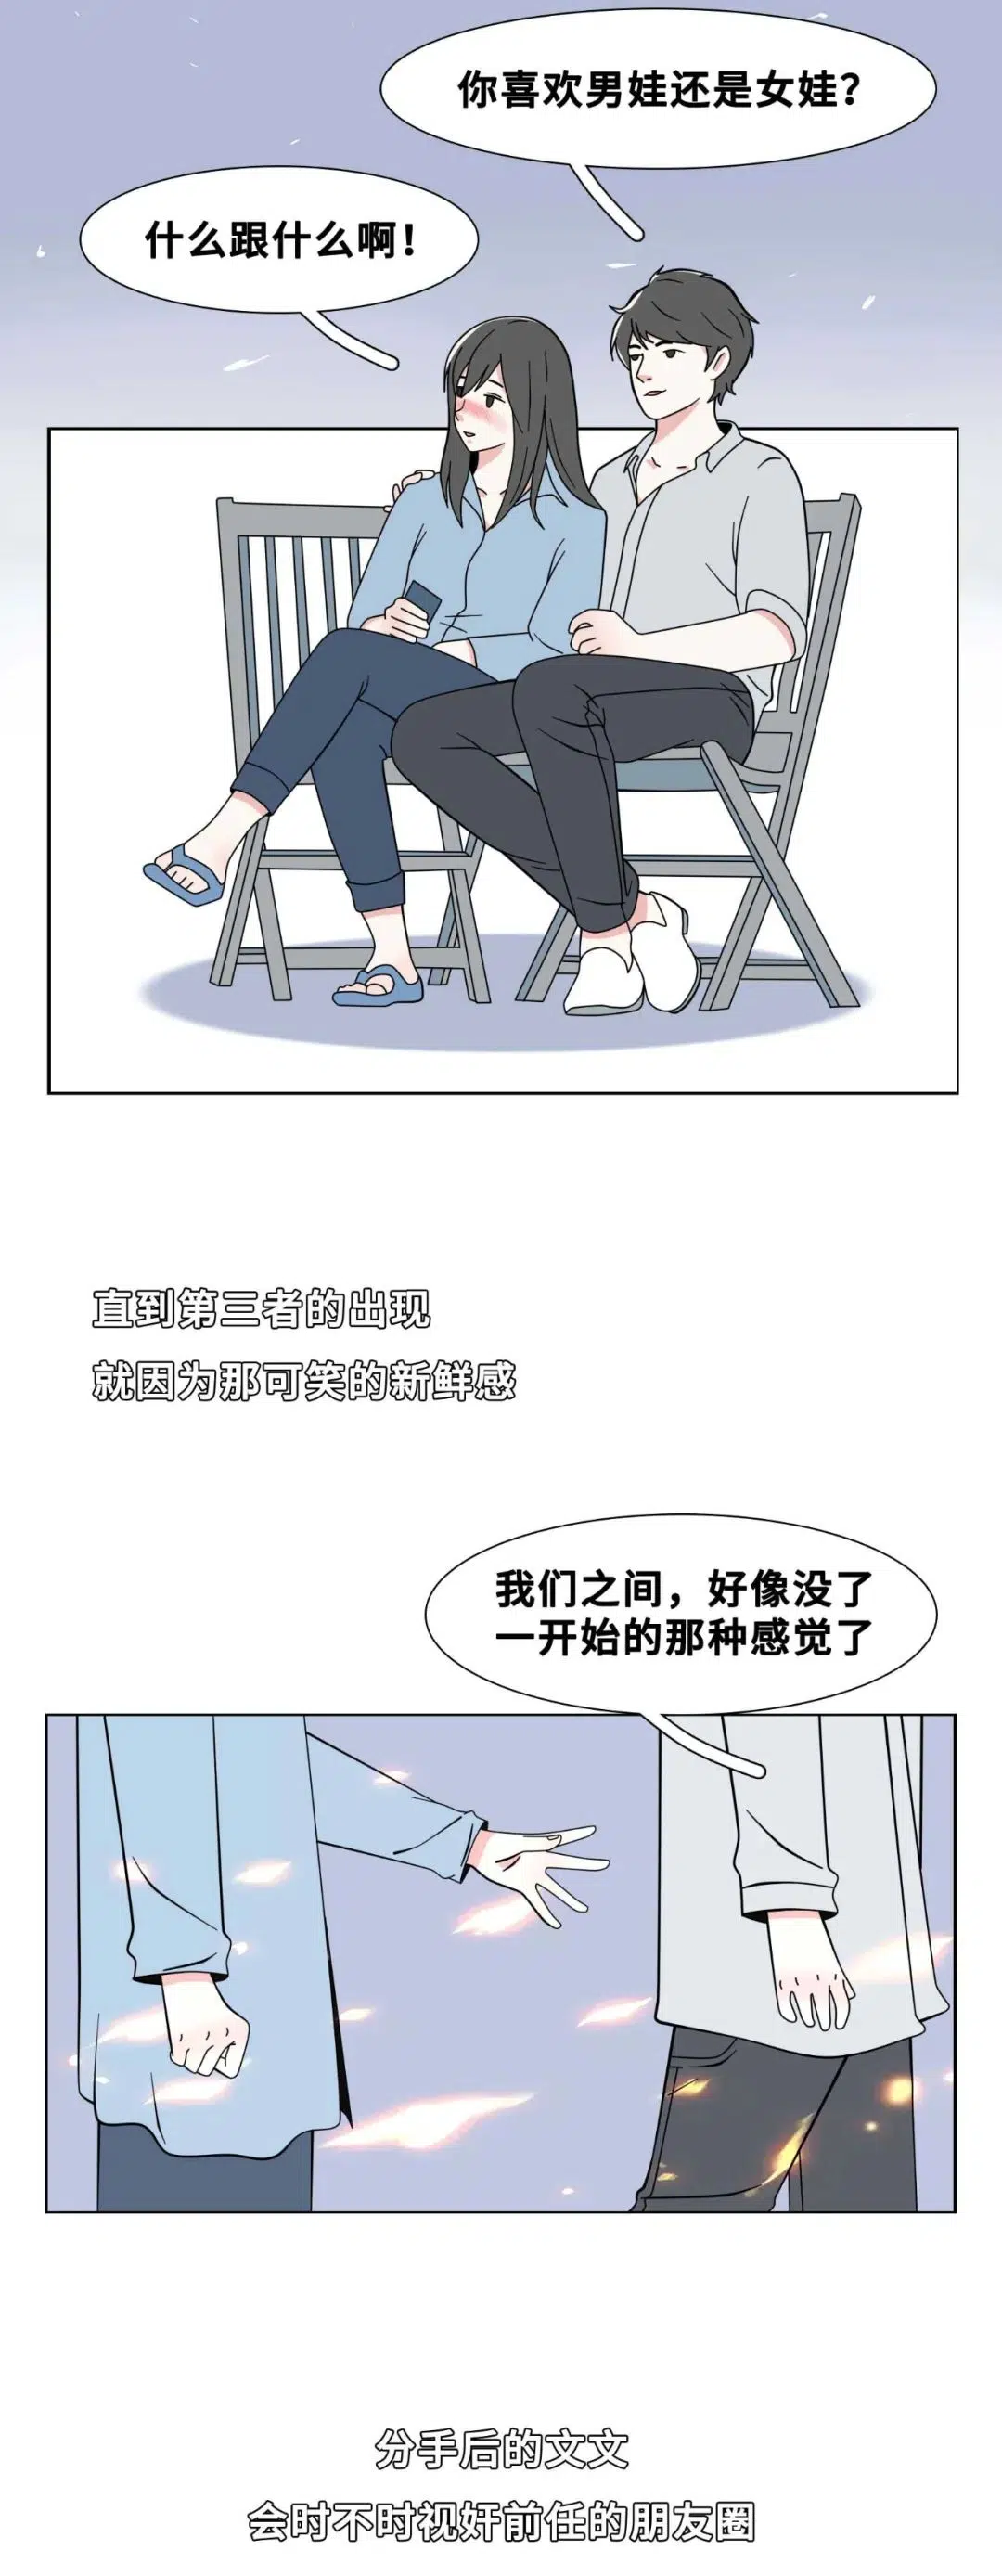 你喜欢男娃还是女娃？
什么跟什么啊！
直到第三者的出现
就因为那可笑的新鲜感
我们之间，好像没了
一开始的那种感觉了
分手后的文文
会时不时视奸前任的朋友圈